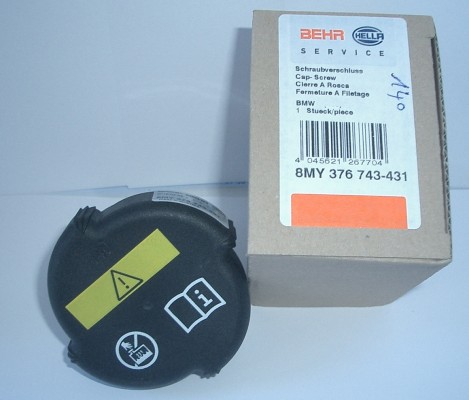 BEHR HELLA
SERVICE
Schraubverschluss
Cap- Screw
Cierre A Rosca
Fermeture A Filetage
BMW
1 Stueck/piece
140
4 045621 267704
8MY 376 743-431